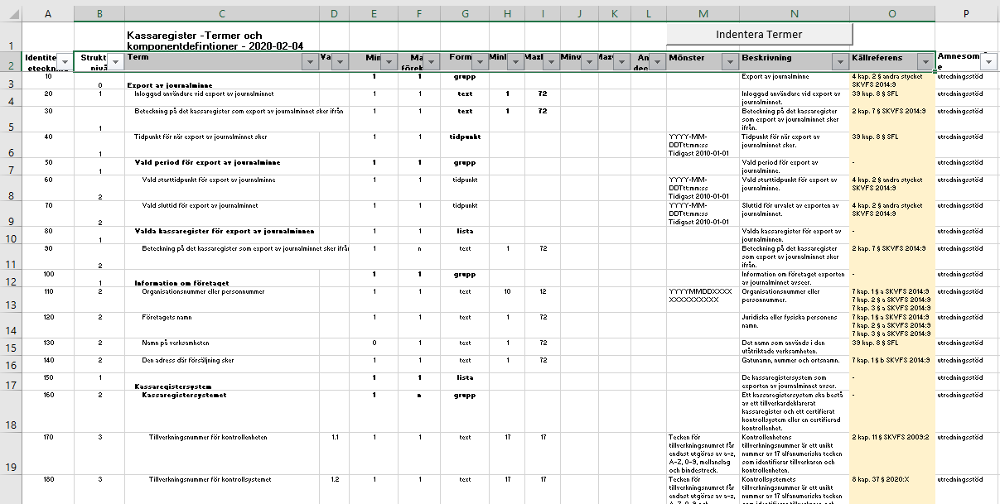 A B C D E F G H I J K L M N O P
1 Kassaregister -Termer och
komponentdefintioner - 2020-02-04
Indentera Termer
2 Term Mönster Beskrivning Källreferens
3 10 0 Export av journalminne 1 1 grupp Export av journalminne 4 kap. 2 § andra stycket utredningsstöd
SKVFS 2014:9
4 20 1 Inloggad användare vid export av journalminnet 1 1 text 1 72 Inloggad användare vid export av 39 kap. 8 § SFL utredningsstöd
journalminnet.
5 30 1 Beteckning på det kassaregister som export av journalminnet sker ifrån 1 1 text 1 72 Beteckning på det kassaregister 2 kap. 7 § SKVFS 2014:9 utredningsstöd
som export av journalminnet sker
ifrån.
6 40 1 Tidpunkt för när export av journalminnet sker 1 1 tidpunkt YYYY-MM- Tidpunkt för när export av 39 kap. 8 § SFL utredningsstöd
DDTtt:mm:ss journalminnet sker.
Tidigast 2010-01-01
7 50 1 Vald period för export av journalminne 1 1 grupp Vald period för export av - utredningsstöd
journalminne.
8 60 2 Vald starttidpunkt för export av journalminne 1 1 tidpunkt YYYY-MM- Vald starttidpunkt för export av 4 kap. 2 § andra stycket utredningsstöd
DDTtt:mm:ss journalminne. SKVFS 2014:9
Tidigast 2010-01-01
9 70 2 Vald sluttid för export av journalminnet 1 1 tidpunkt YYYY-MM- Sluttid för urvalet av exporten av 4 kap. 2 § andra stycket utredningsstöd
DDTtt:mm:ss journalminnet. SKVFS 2014:9
Tidigast 2010-01-01
10 80 1 Valda kassaregister för export av journalminnen 1 1 lista Valda kassaregister för export av - utredningsstöd
journalminnen.
11 90 2 Beteckning på det kassaregister som export av journalminnet sker ifrån 1 n text 1 72 Beteckning på det kassaregister 2 kap. 7 § SKVFS 2014:9 utredningsstöd
som export av journalminnet sker
ifrån.
12 100 1 Information om företaget 1 1 grupp Information om företaget exporten - utredningsstöd
av journalminnet avseer.
13 110 2 Organisationsnummer eller personnummer 1 1 text 10 12 YYYYMMDDXXXX Organisationsnummer eller 7 kap. 1 § a SKVFS 2014:9 utredningsstöd
XXXXXXXXXX personnummer. 7 kap. 2 § a SKVFS 2014:9
7 kap. 3 § a SKVFS 2014:9
14 120 2 Företagets namn 1 1 text 1 72 Juridiska eller fysiska personens 7 kap. 1 § a SKVFS 2014:9 utredningsstöd
namn. 7 kap. 2 § a SKVFS 2014:9
7 kap. 3 § a SKVFS 2014:9
15 130 2 Namn på verksamheten 0 1 text 1 72 Det namn som används i den 39 kap. 8 § SFL utredningsstöd
utåtriktade verksamheten.
16 140 2 Den adress där försäljning sker 1 1 text 1 72 Gatunamn, nummer och ortsnamn. 7 kap. 1 § b SKVFS 2014:9 utredningsstöd
17 150 1 Kassaregistersystem 1 1 lista De kassaregistersystem som - utredningsstöd
exporten av journalminnet avser.
18 160 2 Kassaregistersystemet 1 n grupp Ett kassaregistersystem ska bestå - utredningsstöd
av ett tillverkardeklarerat
kassaregister och ett certifierat
kontrollsystem eller en certifierad
kontrollenhet.
19 170 3 Tillverkningsnummer för kontrollenheten 1.1 1 1 text 17 17 Tecken för Kontrollenhetens 2 kap. 11 § SKVFS 2009:2 utredningsstöd
tillverkningsnumret får tillverkningsnummer är ett unikt
endast utgöras av a-z, nummer av 17 alfanumeriska tecken
A-Z, 0-9, mellanslag som identifierar tillverkaren och
och bindestreck. kontrollenheten.
180 3 Tillverkningsnummer för kontrollsystemet 1.2 1 1 text 17 17 Tecken för Kontrollsystemets 8 kap. 37 § 2020:X utredningsstöd
tillverkningsnumret får tillverkningsnummer är ett unikt
endast utgöras av a-z, nummer av 17 alfanumeriska tecken